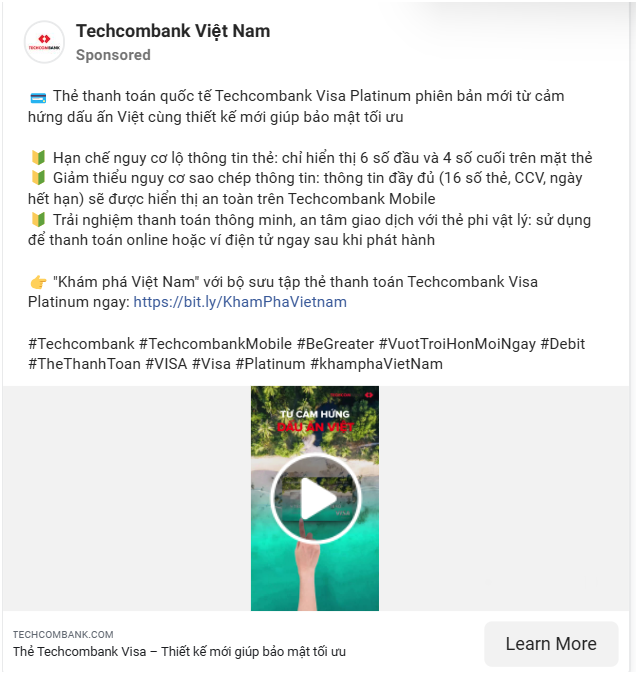 Techcombank Việt Nam
Sponsored
TECHCOMBANK
Thẻ thanh toán quốc tế Techcombank Visa Platinum phiên bản mới từ cảm
hứng dấu ấn Việt cùng thiết kế mới giúp bảo mật tối ưu
Hạn chế nguy cơ lộ thông tin thẻ: chỉ hiển thị 6 số đầu và 4 số cuối trên mặt thẻ
Giảm thiểu nguy cơ sao chép thông tin: thông tin đầy đủ (16 số thẻ, CCV, ngày
hết hạn) sẽ được hiển thị an toàn trên Techcombank Mobile
Trải nghiệm thanh toán thông minh, an tâm giao dịch với thẻ phi vật lý: sử dụng
để thanh toán online hoặc ví điện tử ngay sau khi phát hành
"Khám phá Việt Nam" với bộ sưu tập thẻ thanh toán Techcombank Visa
Platinum ngay: https://bit.ly/KhamPhaVietnam
#Techcombank #TechcombankMobile #BeGreater #VuotTroiHonMoiNgay #Debit
#TheThanhToan #VISA #Visa #Platinum #khamphaVietNam
TỪ CẢM HỨNG
DẤU ẤN VIỆT
TECHCOMBANK.COM
Thẻ Techcombank Visa – Thiết kế mới giúp bảo mật tối ưu
Learn More